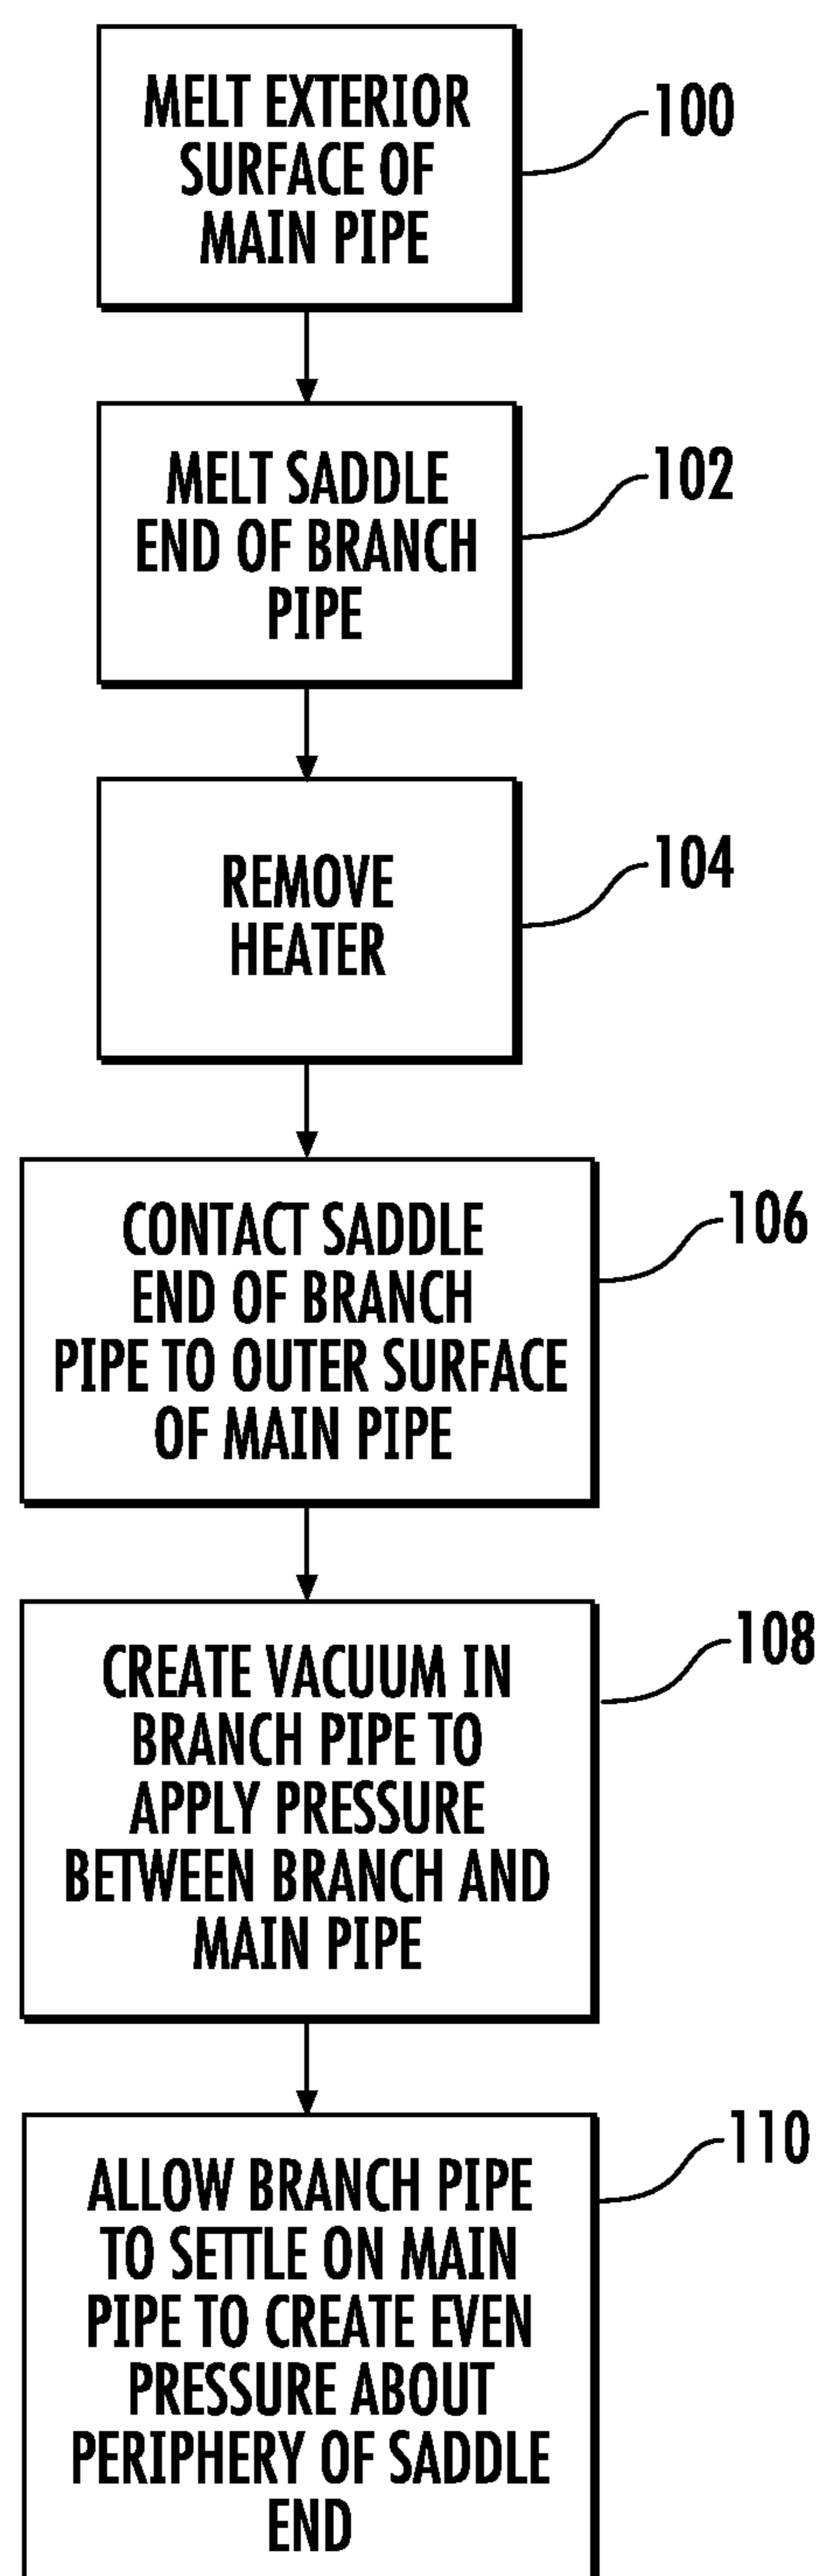 MELT EXTERIOR
SURFACE OF
MAIN PIPE
100
MELT SADDLE
END OF BRANCH
PIPE
102
REMOVE
HEATER
104
CONTACT SADDLE
END OF BRANCH
PIPE TO OUTER SURFACE
OF MAIN PIPE
106
CREATE VACUUM IN
BRANCH PIPE TO
APPLY PRESSURE
BETWEEN BRANCH AND
MAIN PIPE
108
ALLOW BRANCH PIPE
TO SETTLE ON MAIN
PIPE TO CREATE EVEN
PRESSURE ABOUT
PERIPHERY OF SADDLE
END
110